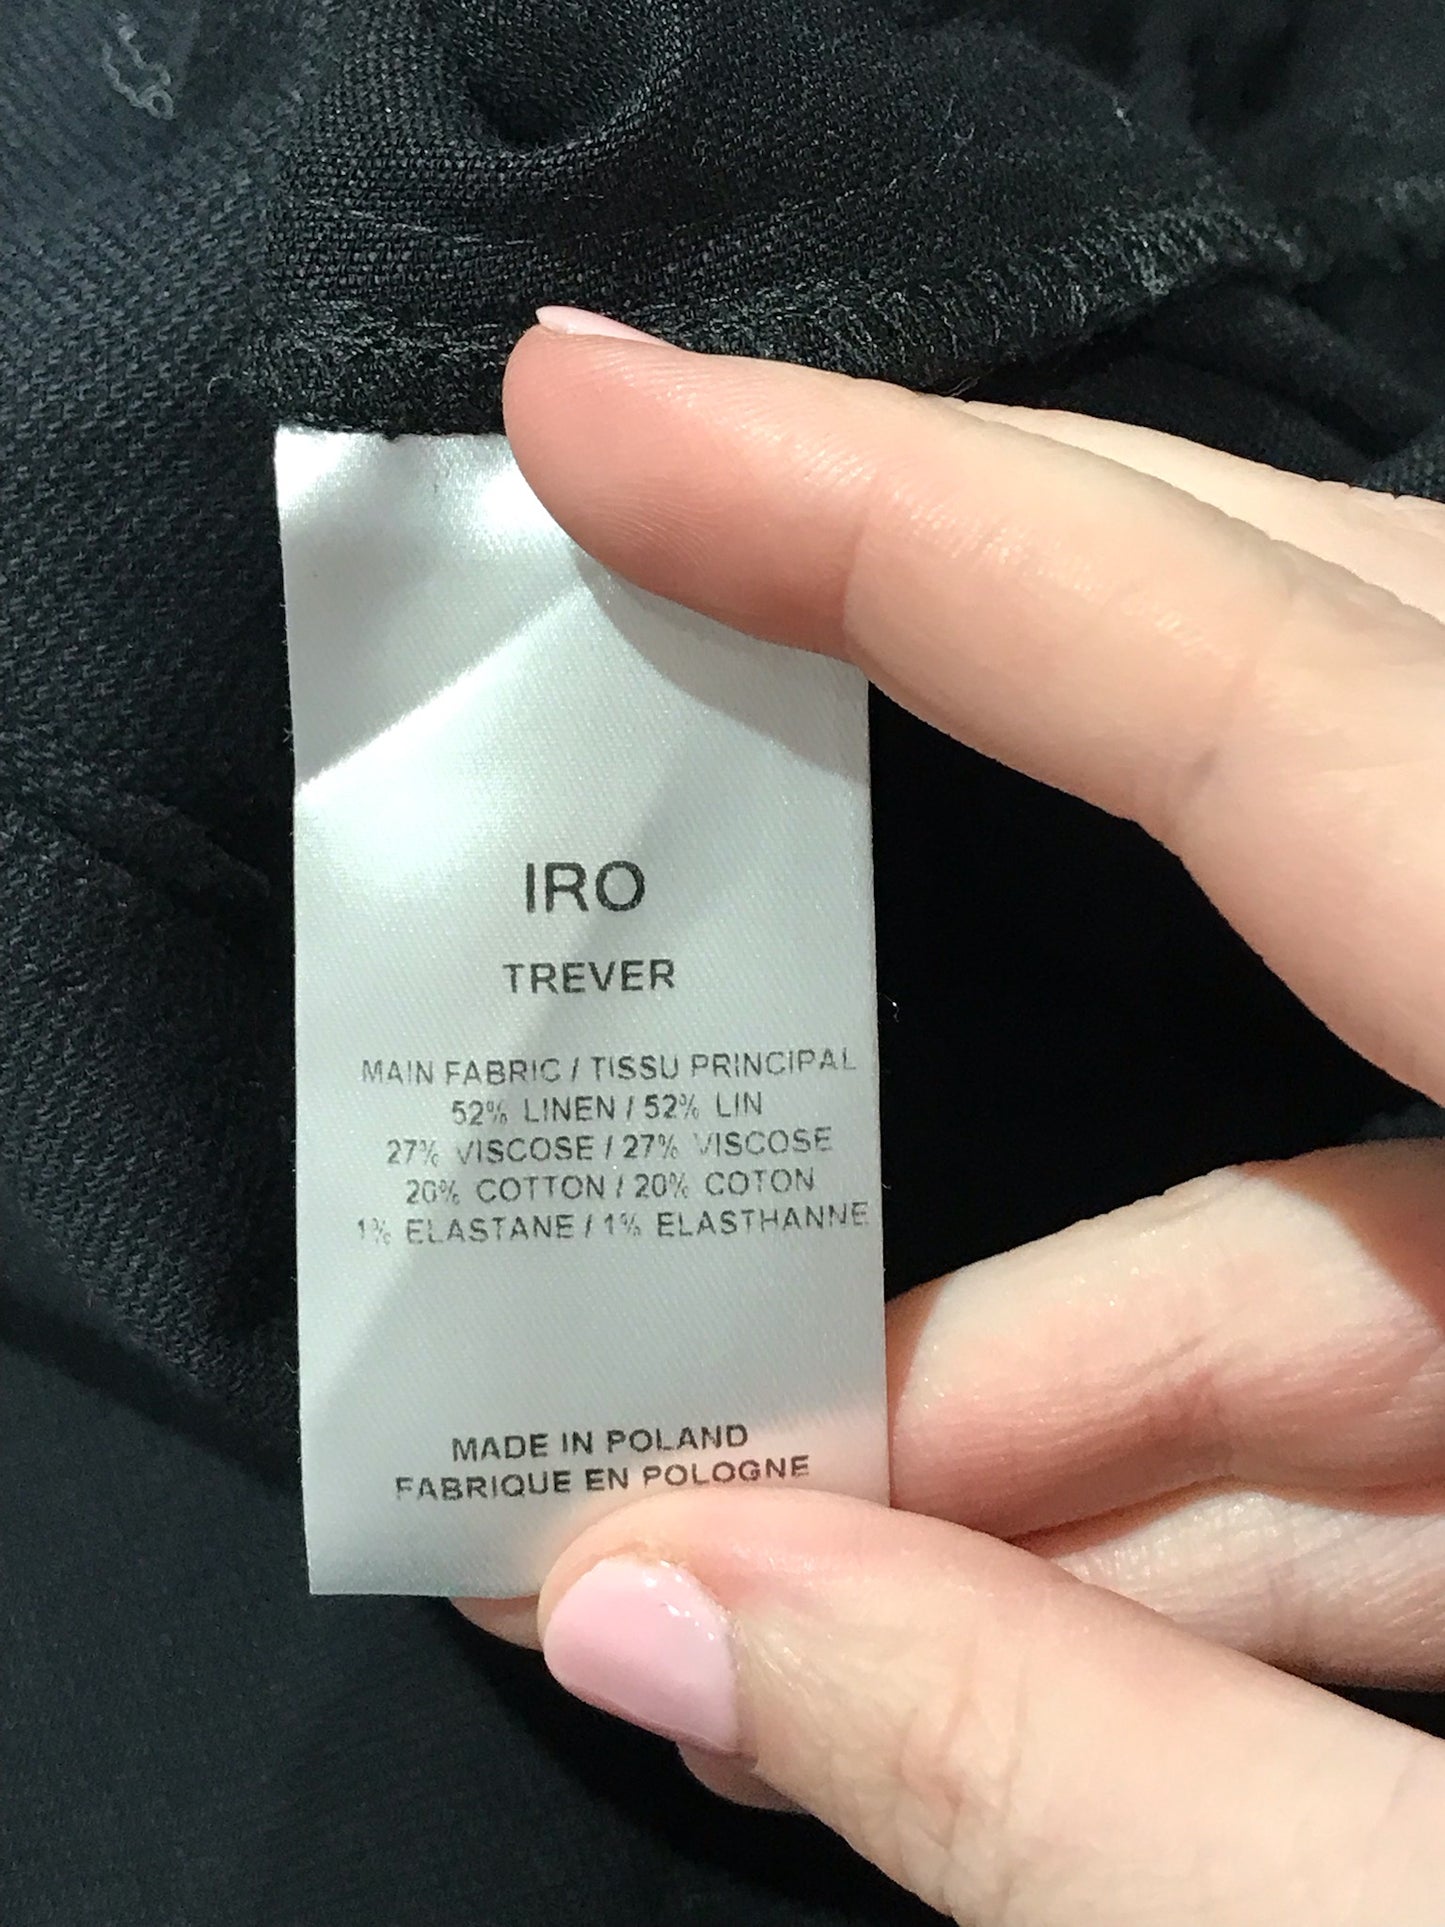 IRO
TREVER
MAIN FABRIC / TISSU PRINCIPAL
52% LINEN / 52% LIN
27% VISCOSE / 27% VISCOSE
20% COTTON / 20% COTON
1% ELASTANE / 1% ELASTHANNE
MADE IN POLAND
FABRIQUE EN POLOGNE